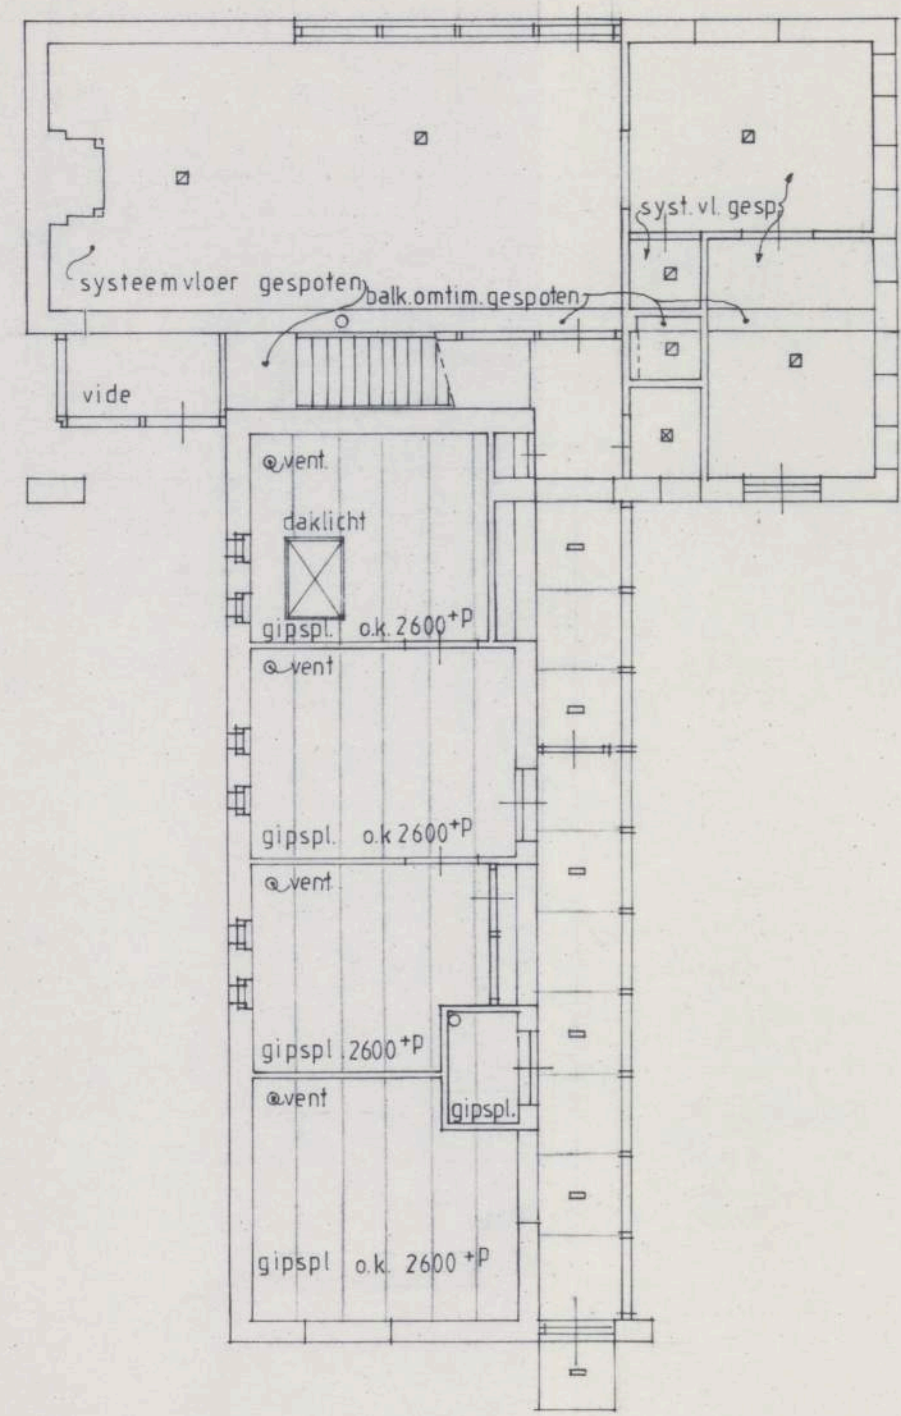 syst. vl. gesp.
systeemvloer gespoten
balk.omtim. gespoten
vide
vent.
daklicht
gipspl. o.k. 2600+P
vent
gipspl. o.k 2600+P
vent
gipspl. 2600+P
vent
gipspl.
gipspl o.k. 2600+P